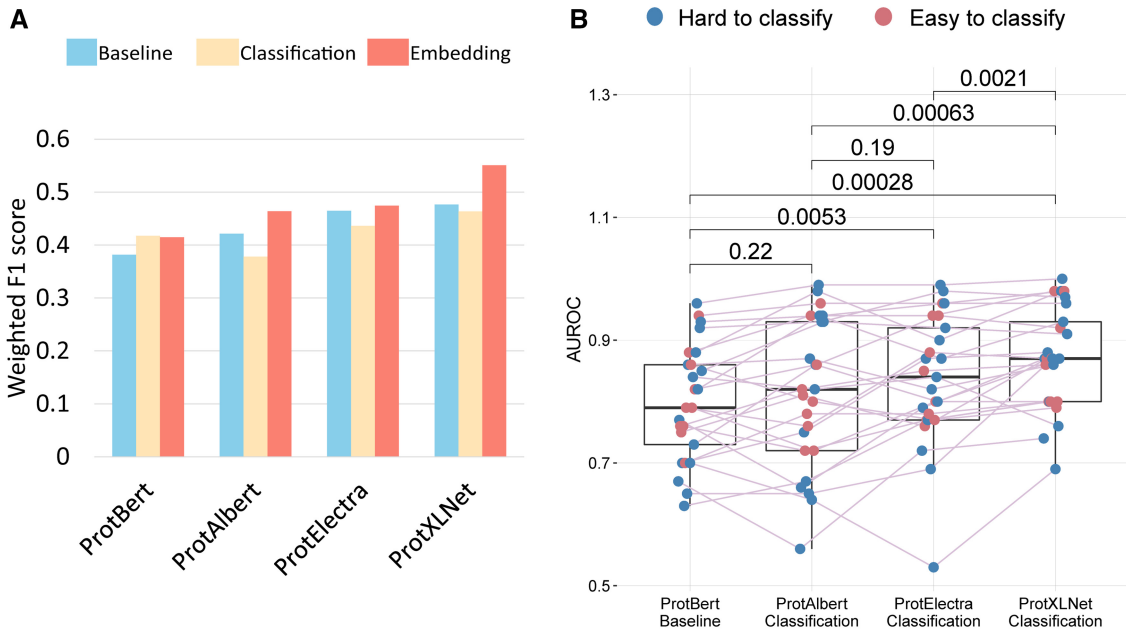 A
Baseline
Classification
Embedding
Weighted F1 score
0.6
0.5
0.4
0.3
0.2
0.1
0
ProtBert
ProtAlbert
ProtElectra
ProtXLNet
B
Hard to classify
Easy to classify
AUROC
1.3
1.1
0.9
0.7
0.5
0.0021
0.00063
0.19
0.00028
0.0053
0.22
ProtBert
Baseline
ProtAlbert
Classification
ProtElectra
Classification
ProtXLNet
Classification